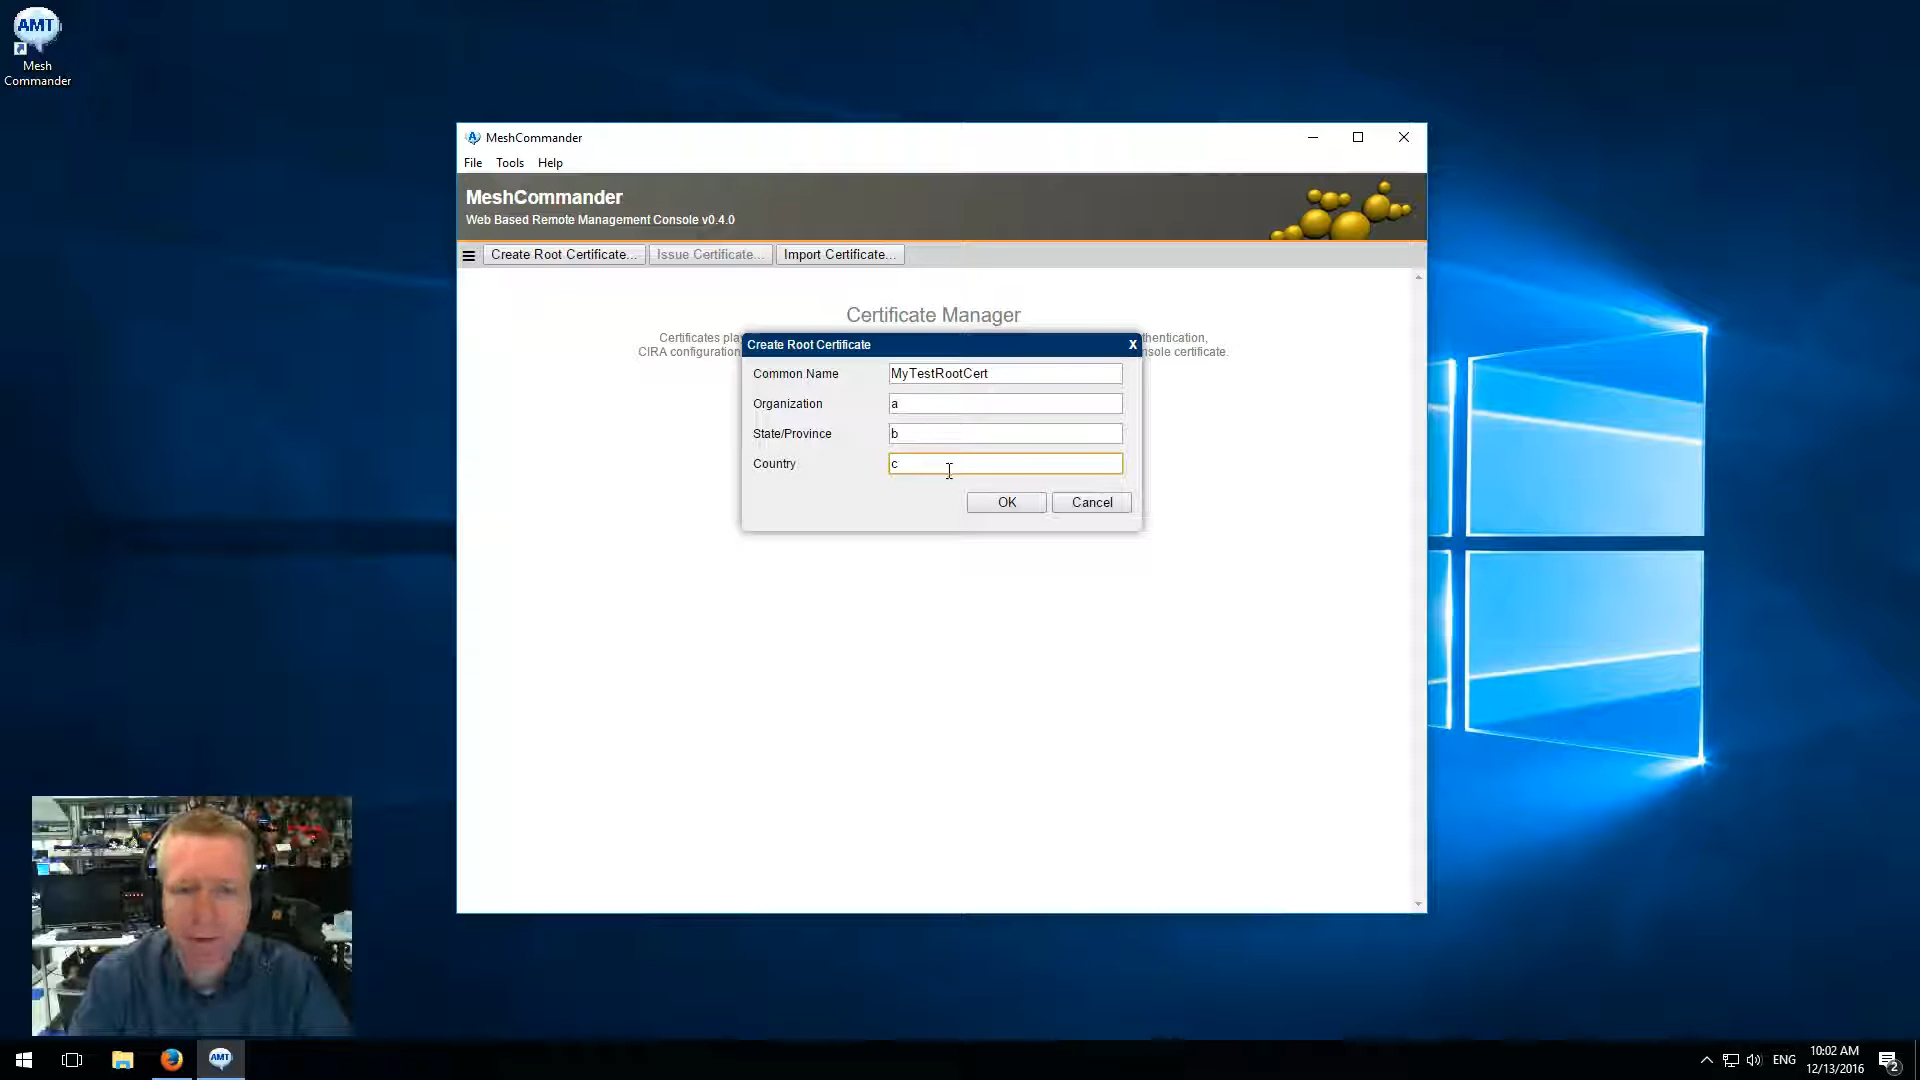 AMT
Mesh
Commander
MeshCommander
File Tools Help
MeshCommander
Web Based Remote Management Console v0.4.0
Create Root Certificate... Issue Certificate... Import Certificate...
Certificate Manager
Certificates pla
thentication,
CIRA configuration
nsole certificate.
Create Root Certificate X
Common Name MyTestRootCert
Organization a
State/Province b
Country c
OK Cancel
AMT
ENG
10:02 AM
12/13/2016
2